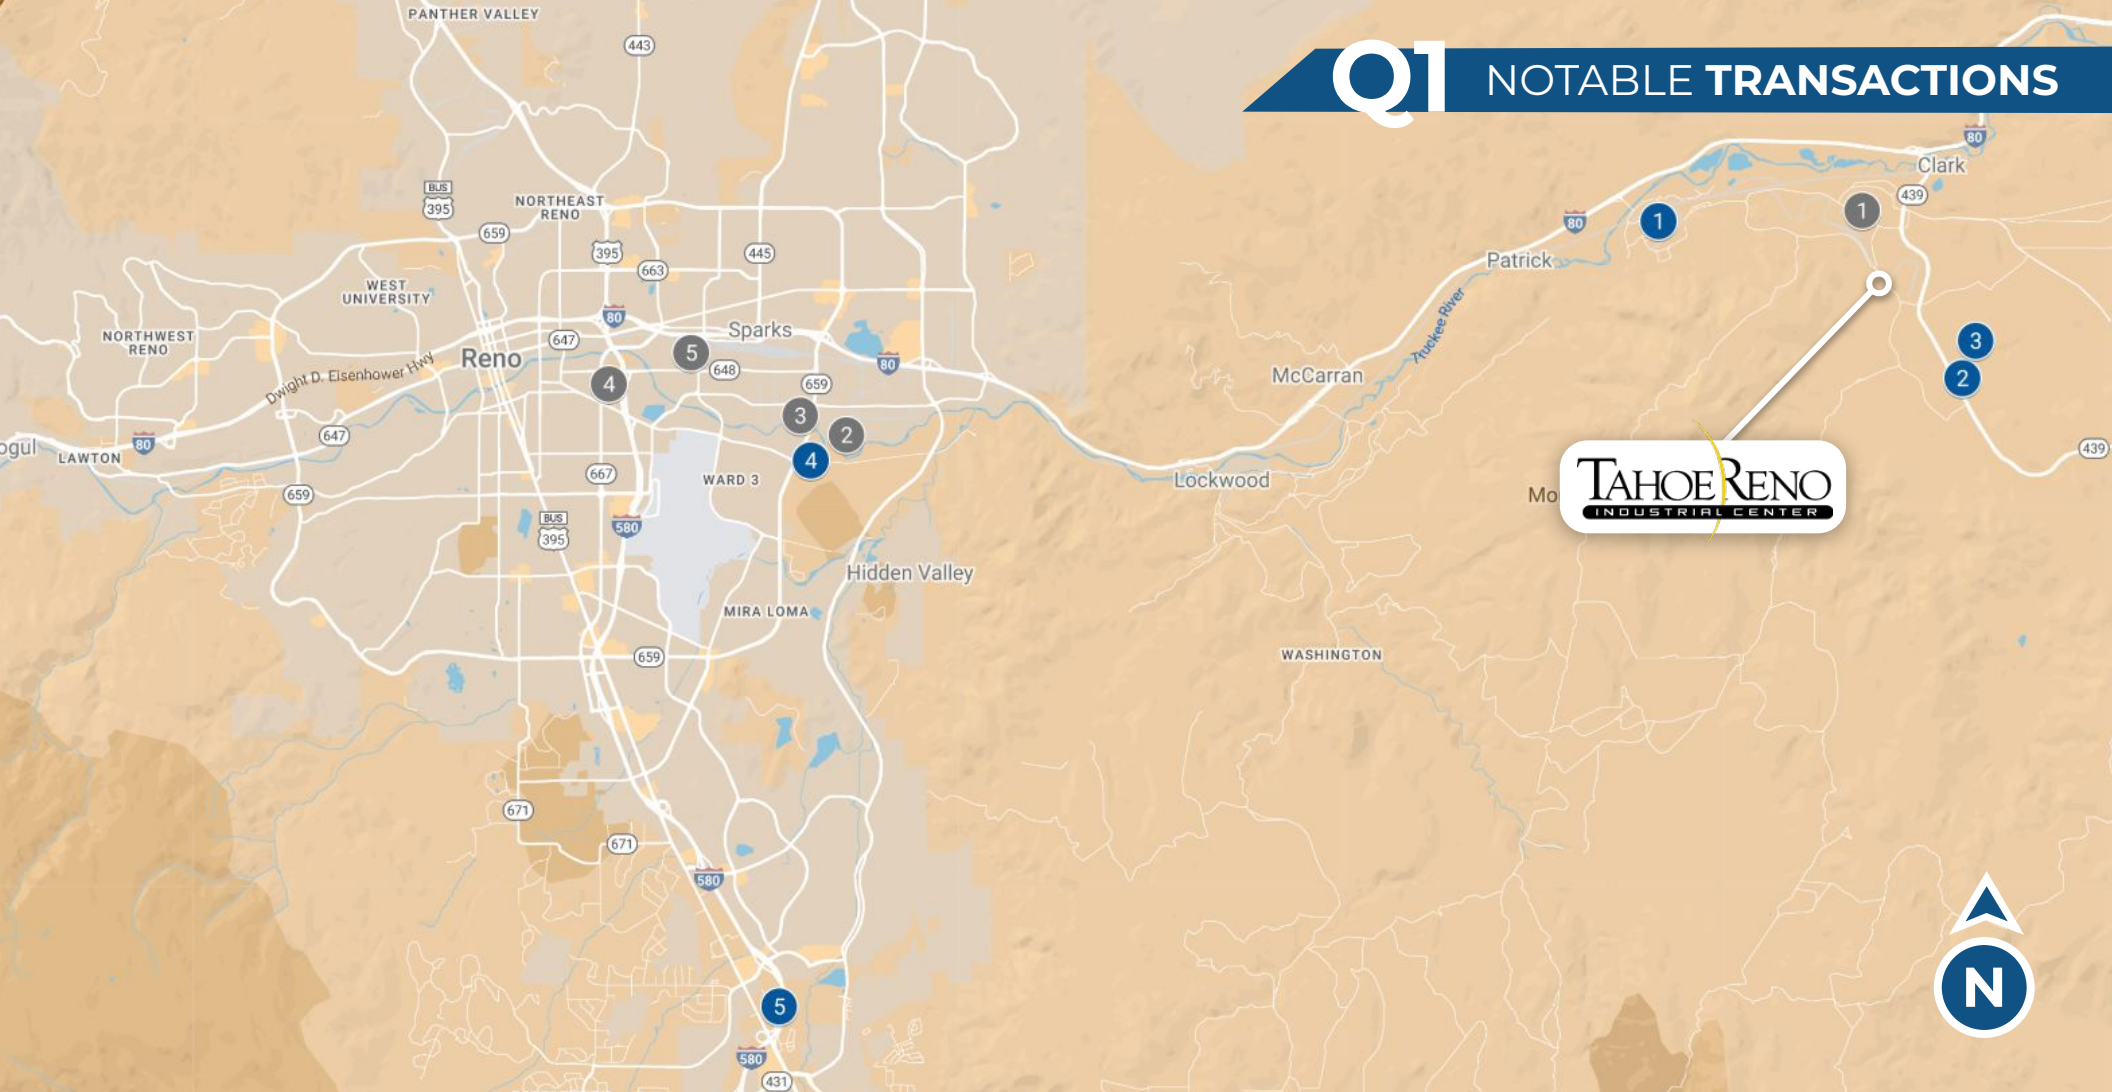 PANTHER VALLEY
443
Q1 NOTABLE TRANSACTIONS
80
Clark
BUS
395
NORTHEAST
RENO
439
1
1
659
80
395
445
663
Patrick
WEST
UNIVERSITY
80
Truckee River
NORTHWEST
RENO
647
Sparks
3
Reno
5
648
80
Dwight D. Eisenhower Hwy
4
659
McCarran
2
3
2
647
80
ogul
LAWTON
4
439
667
WARD 3
Lockwood
659
Mo
TAHOE RENO
INDUSTRIAL CENTER
BUS
395
580
Hidden Valley
MIRA LOMA
659
WASHINGTON
671
671
580
N
5
580
431